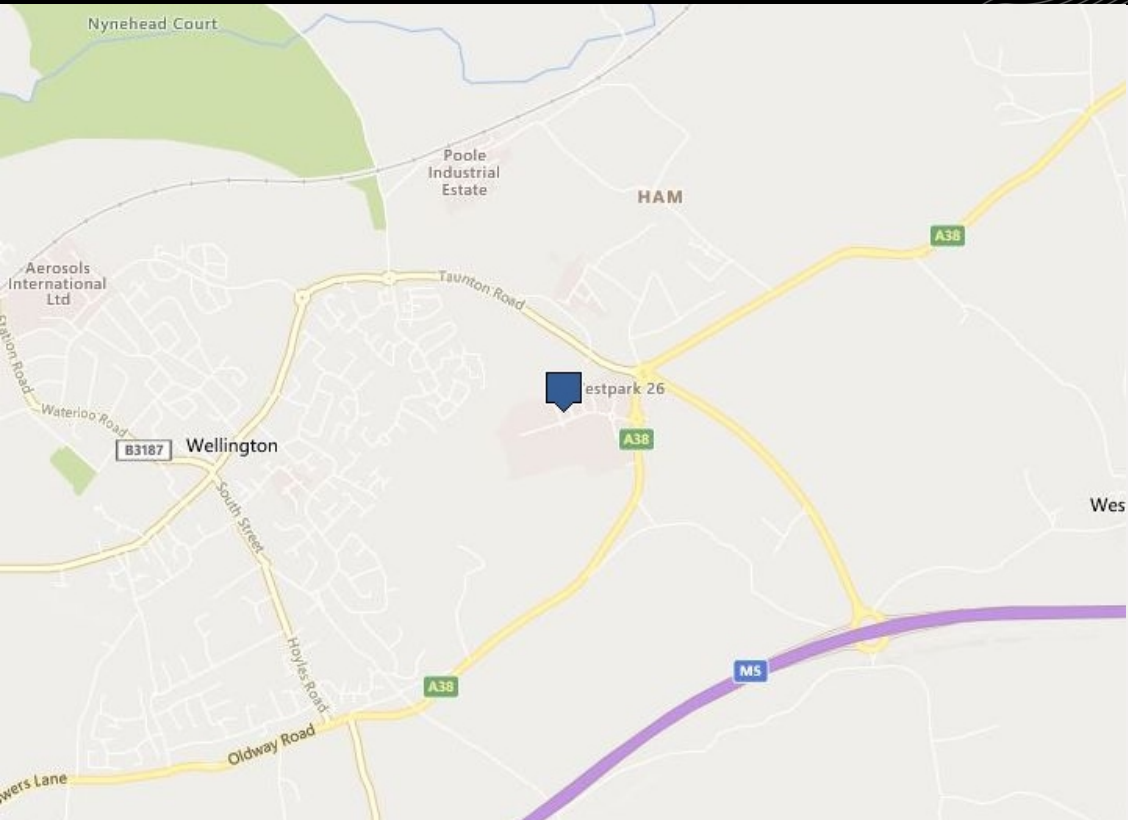 Nynehead Court
Poole
Industrial
Estate
HAM
A38
Aerosols
International
Ltd
Taunton Road
Station Road
estpark 26
Waterloo Road
B3187
Wellington
A38
South Street
Wes
Hoyles Road
M5
A38
Oldway Road
wers Lane